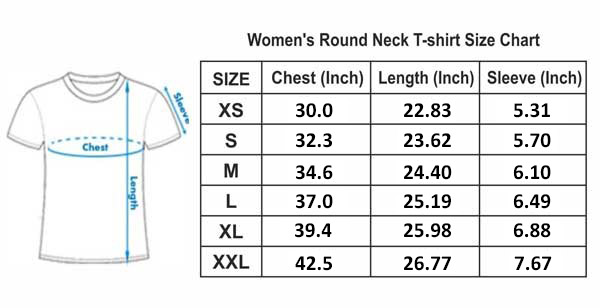 Women's Round Neck T-shirt Size Chart
SIZE Chest (Inch) Length (Inch) Sleeve (Inch)
XS 30.0 22.83 5.31
S 32.3 23.62 5.70
M 34.6 24.40 6.10
L 37.0 25.19 6.49
XL 39.4 25.98 6.88
XXL 42.5 26.77 7.67
Sleeve
Chest
Length